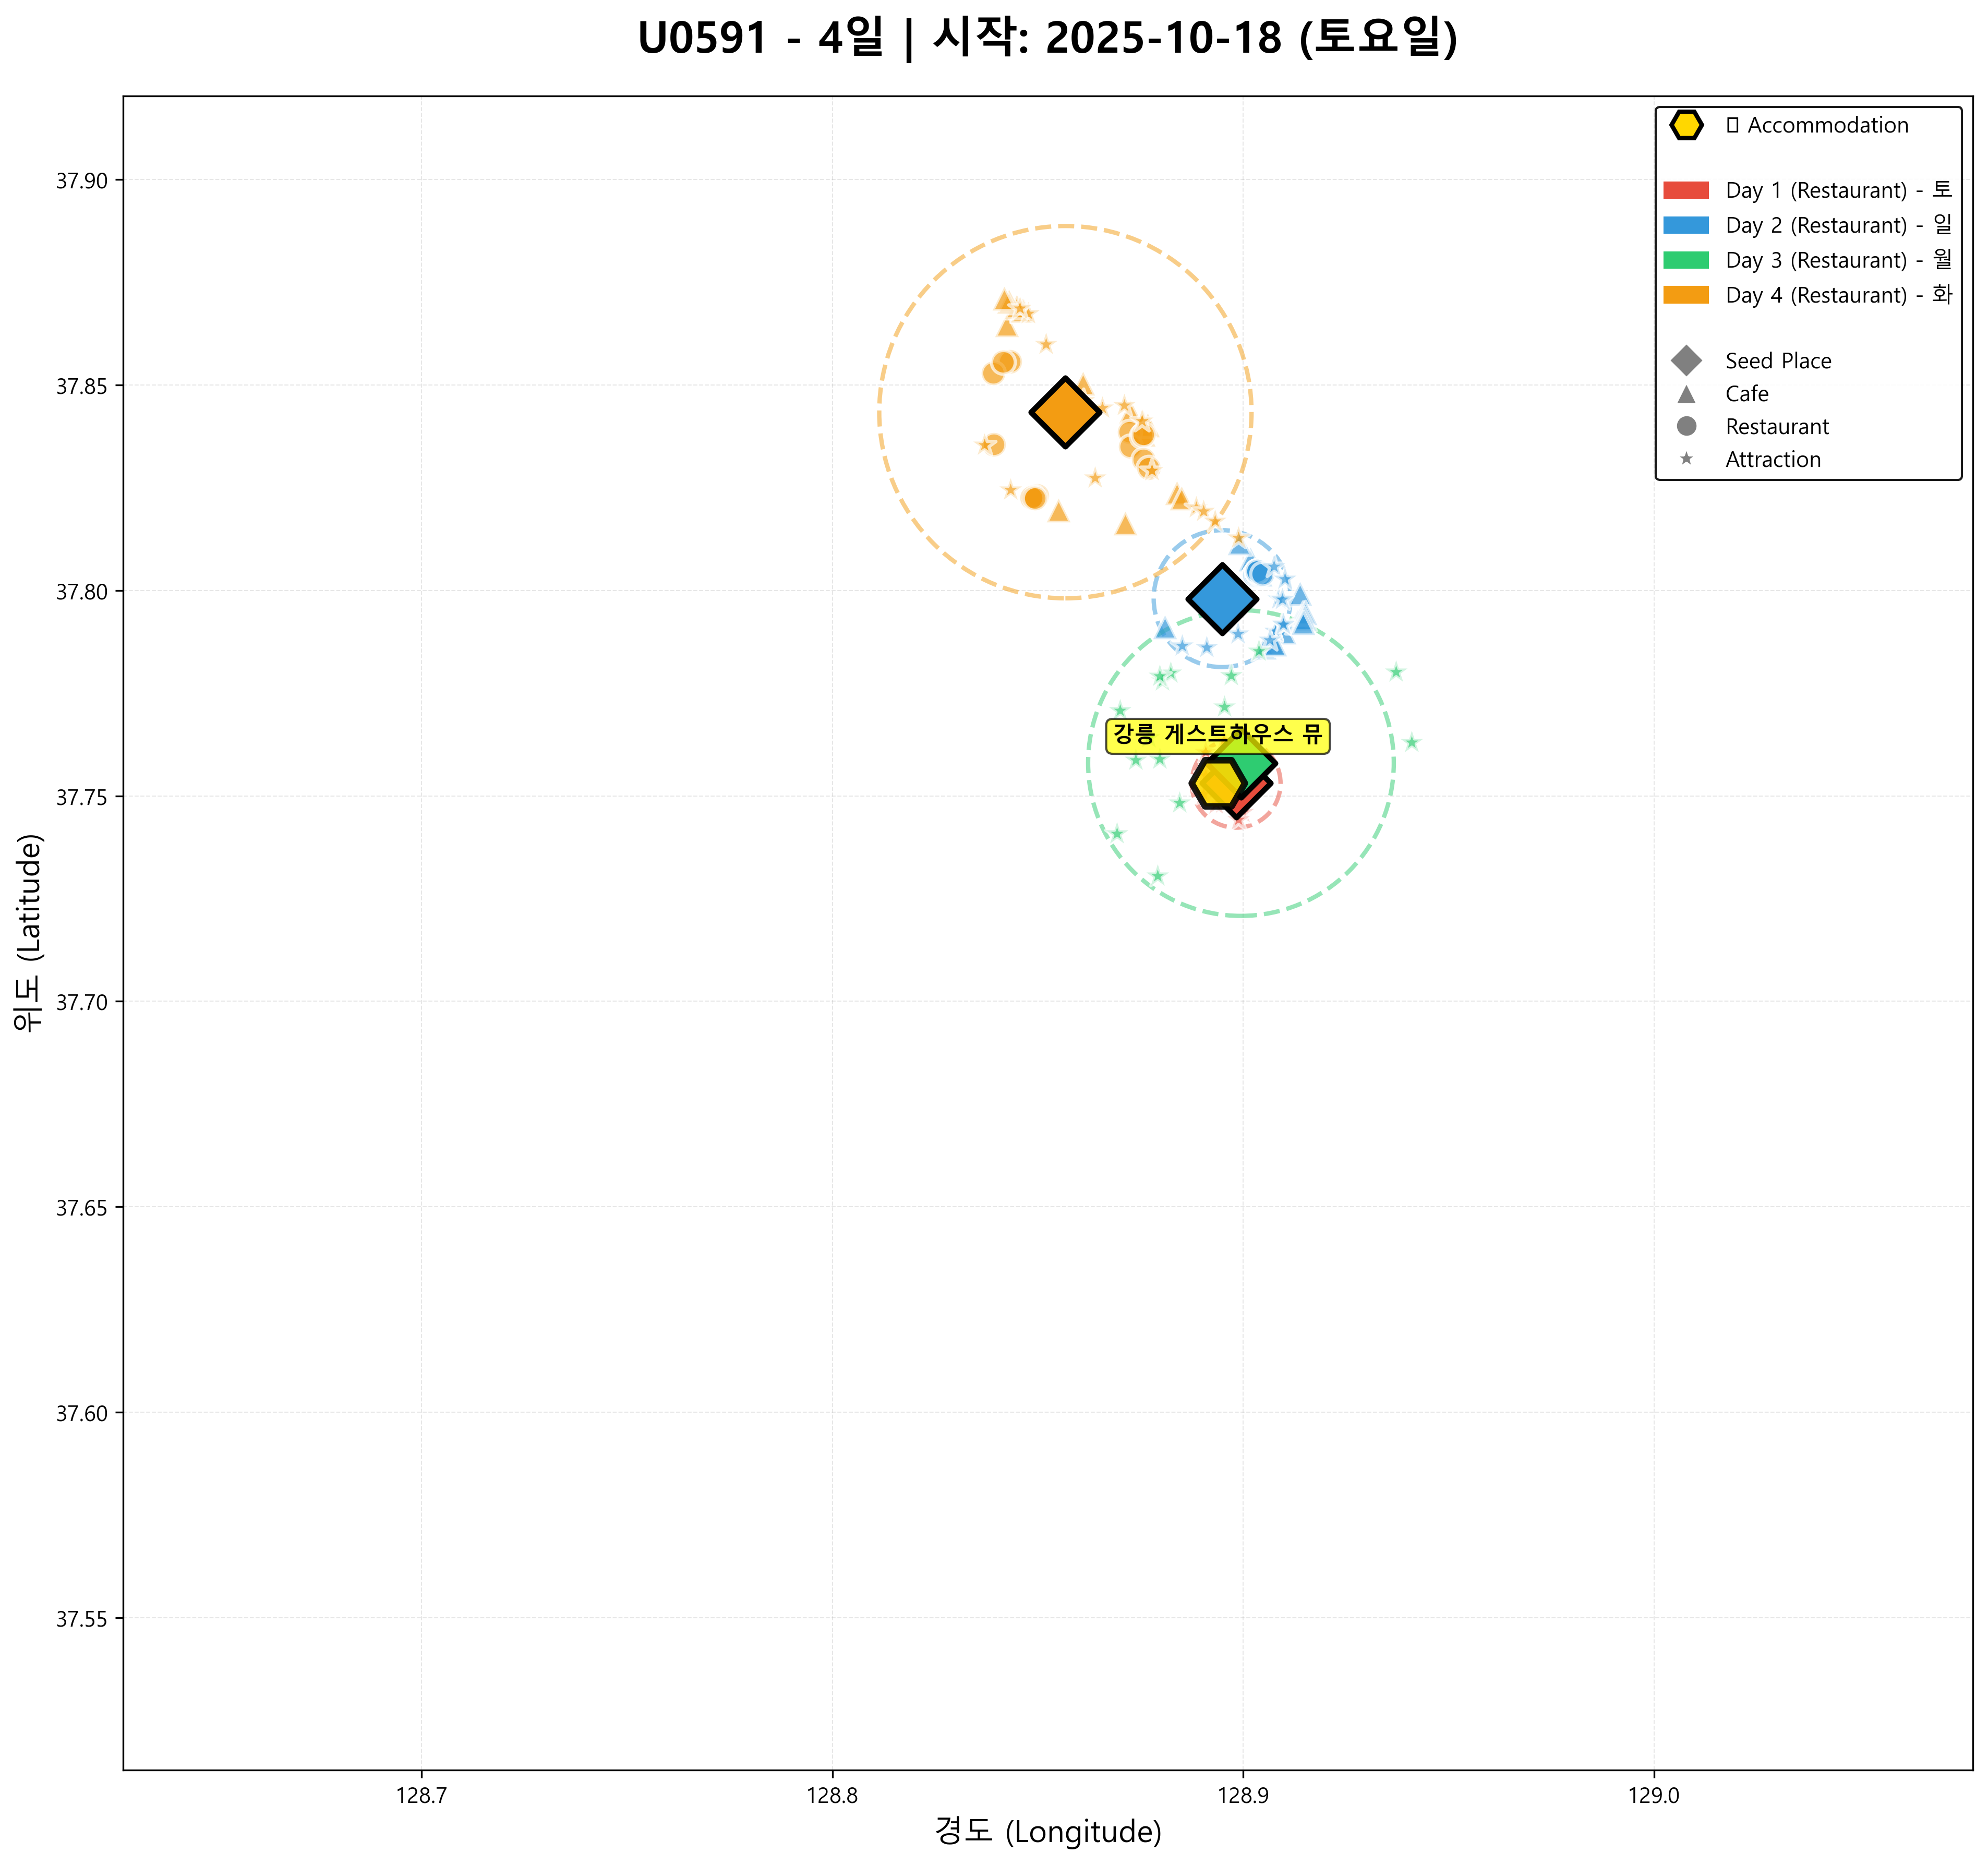 U0591 - 4일 | 시작: 2025-10-18 (토요일)
Accommodation
Day 1 (Restaurant) - 토
Day 2 (Restaurant) - 일
Day 3 (Restaurant) - 월
Day 4 (Restaurant) - 화
Seed Place
Cafe
Restaurant
Attraction
강릉 게스트하우스 뮤
위도 (Latitude)
37.90
37.85
37.80
37.75
37.70
37.65
37.60
37.55
128.7
128.8
128.9
129.0
경도 (Longitude)